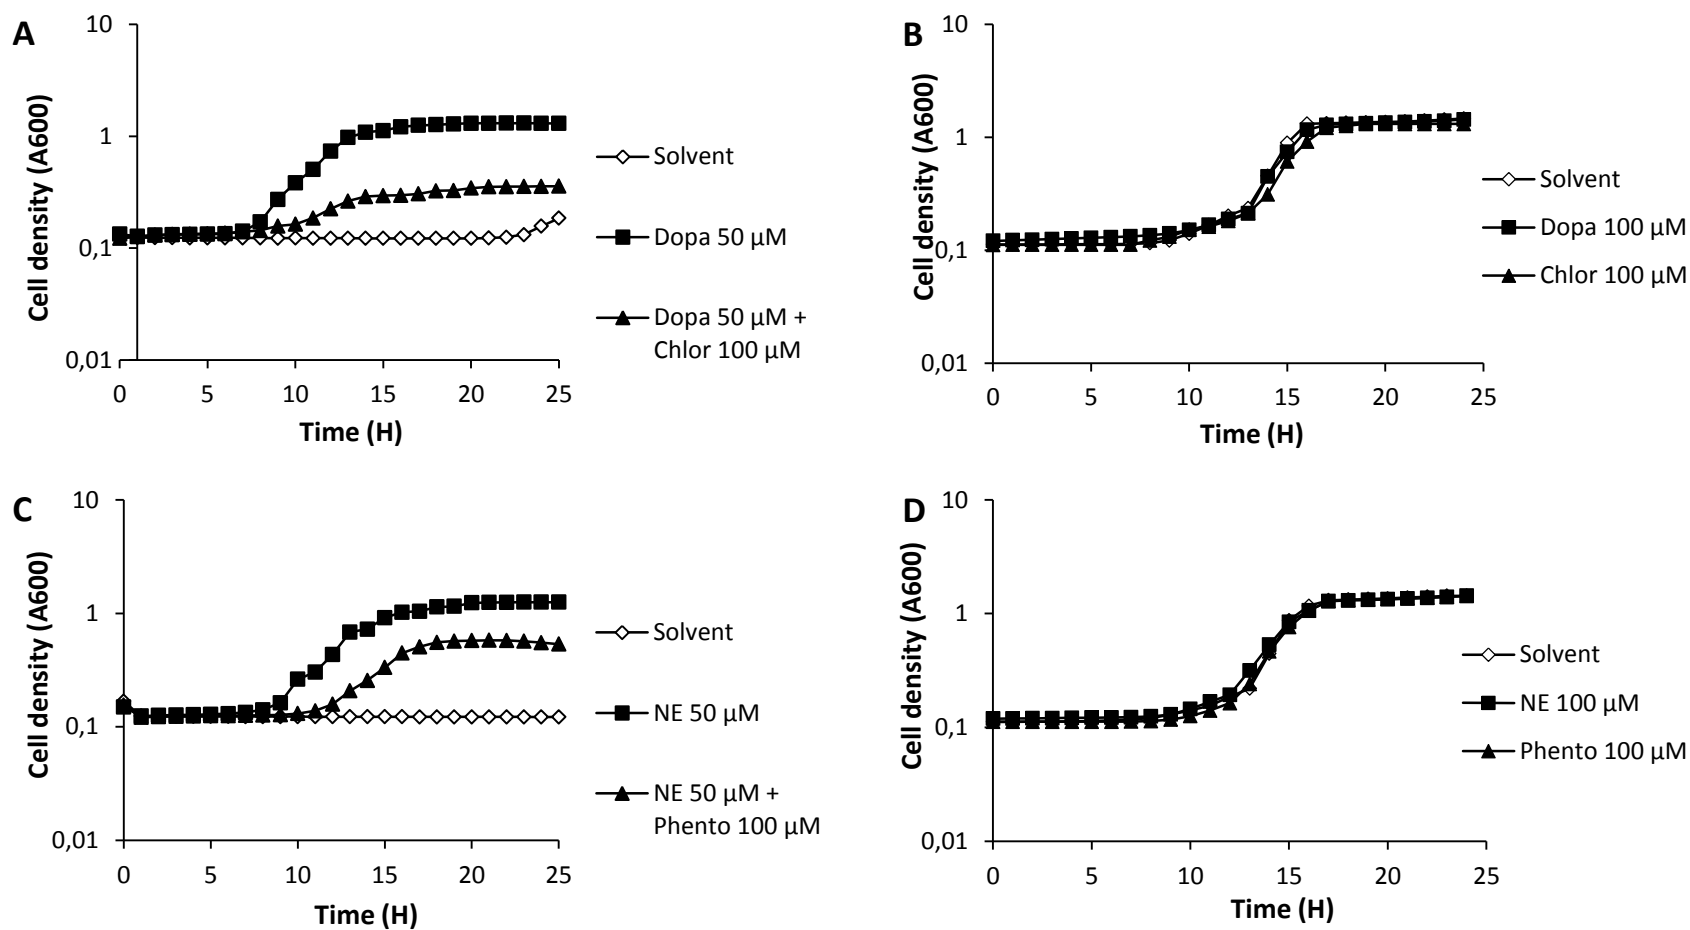 A
10
1
0,1
0,01
Cell density (A600)
0 5 10 15 20 25
Time (H)
Solvent
Dopa 50 µM
Dopa 50 µM +
Chlor 100 µM
B
10
1
0,1
0,01
Cell density (A600)
0 5 10 15 20 25
Time (H)
Solvent
Dopa 100 µM
Chlor 100 µM
C
10
1
0,1
0,01
Cell density (A600)
0 5 10 15 20 25
Time (H)
Solvent
NE 50 µM
NE 50 µM +
Phento 100 µM
D
10
1
0,1
0,01
Cell density (A600)
0 5 10 15 20 25
Time (H)
Solvent
NE 100 µM
Phento 100 µM